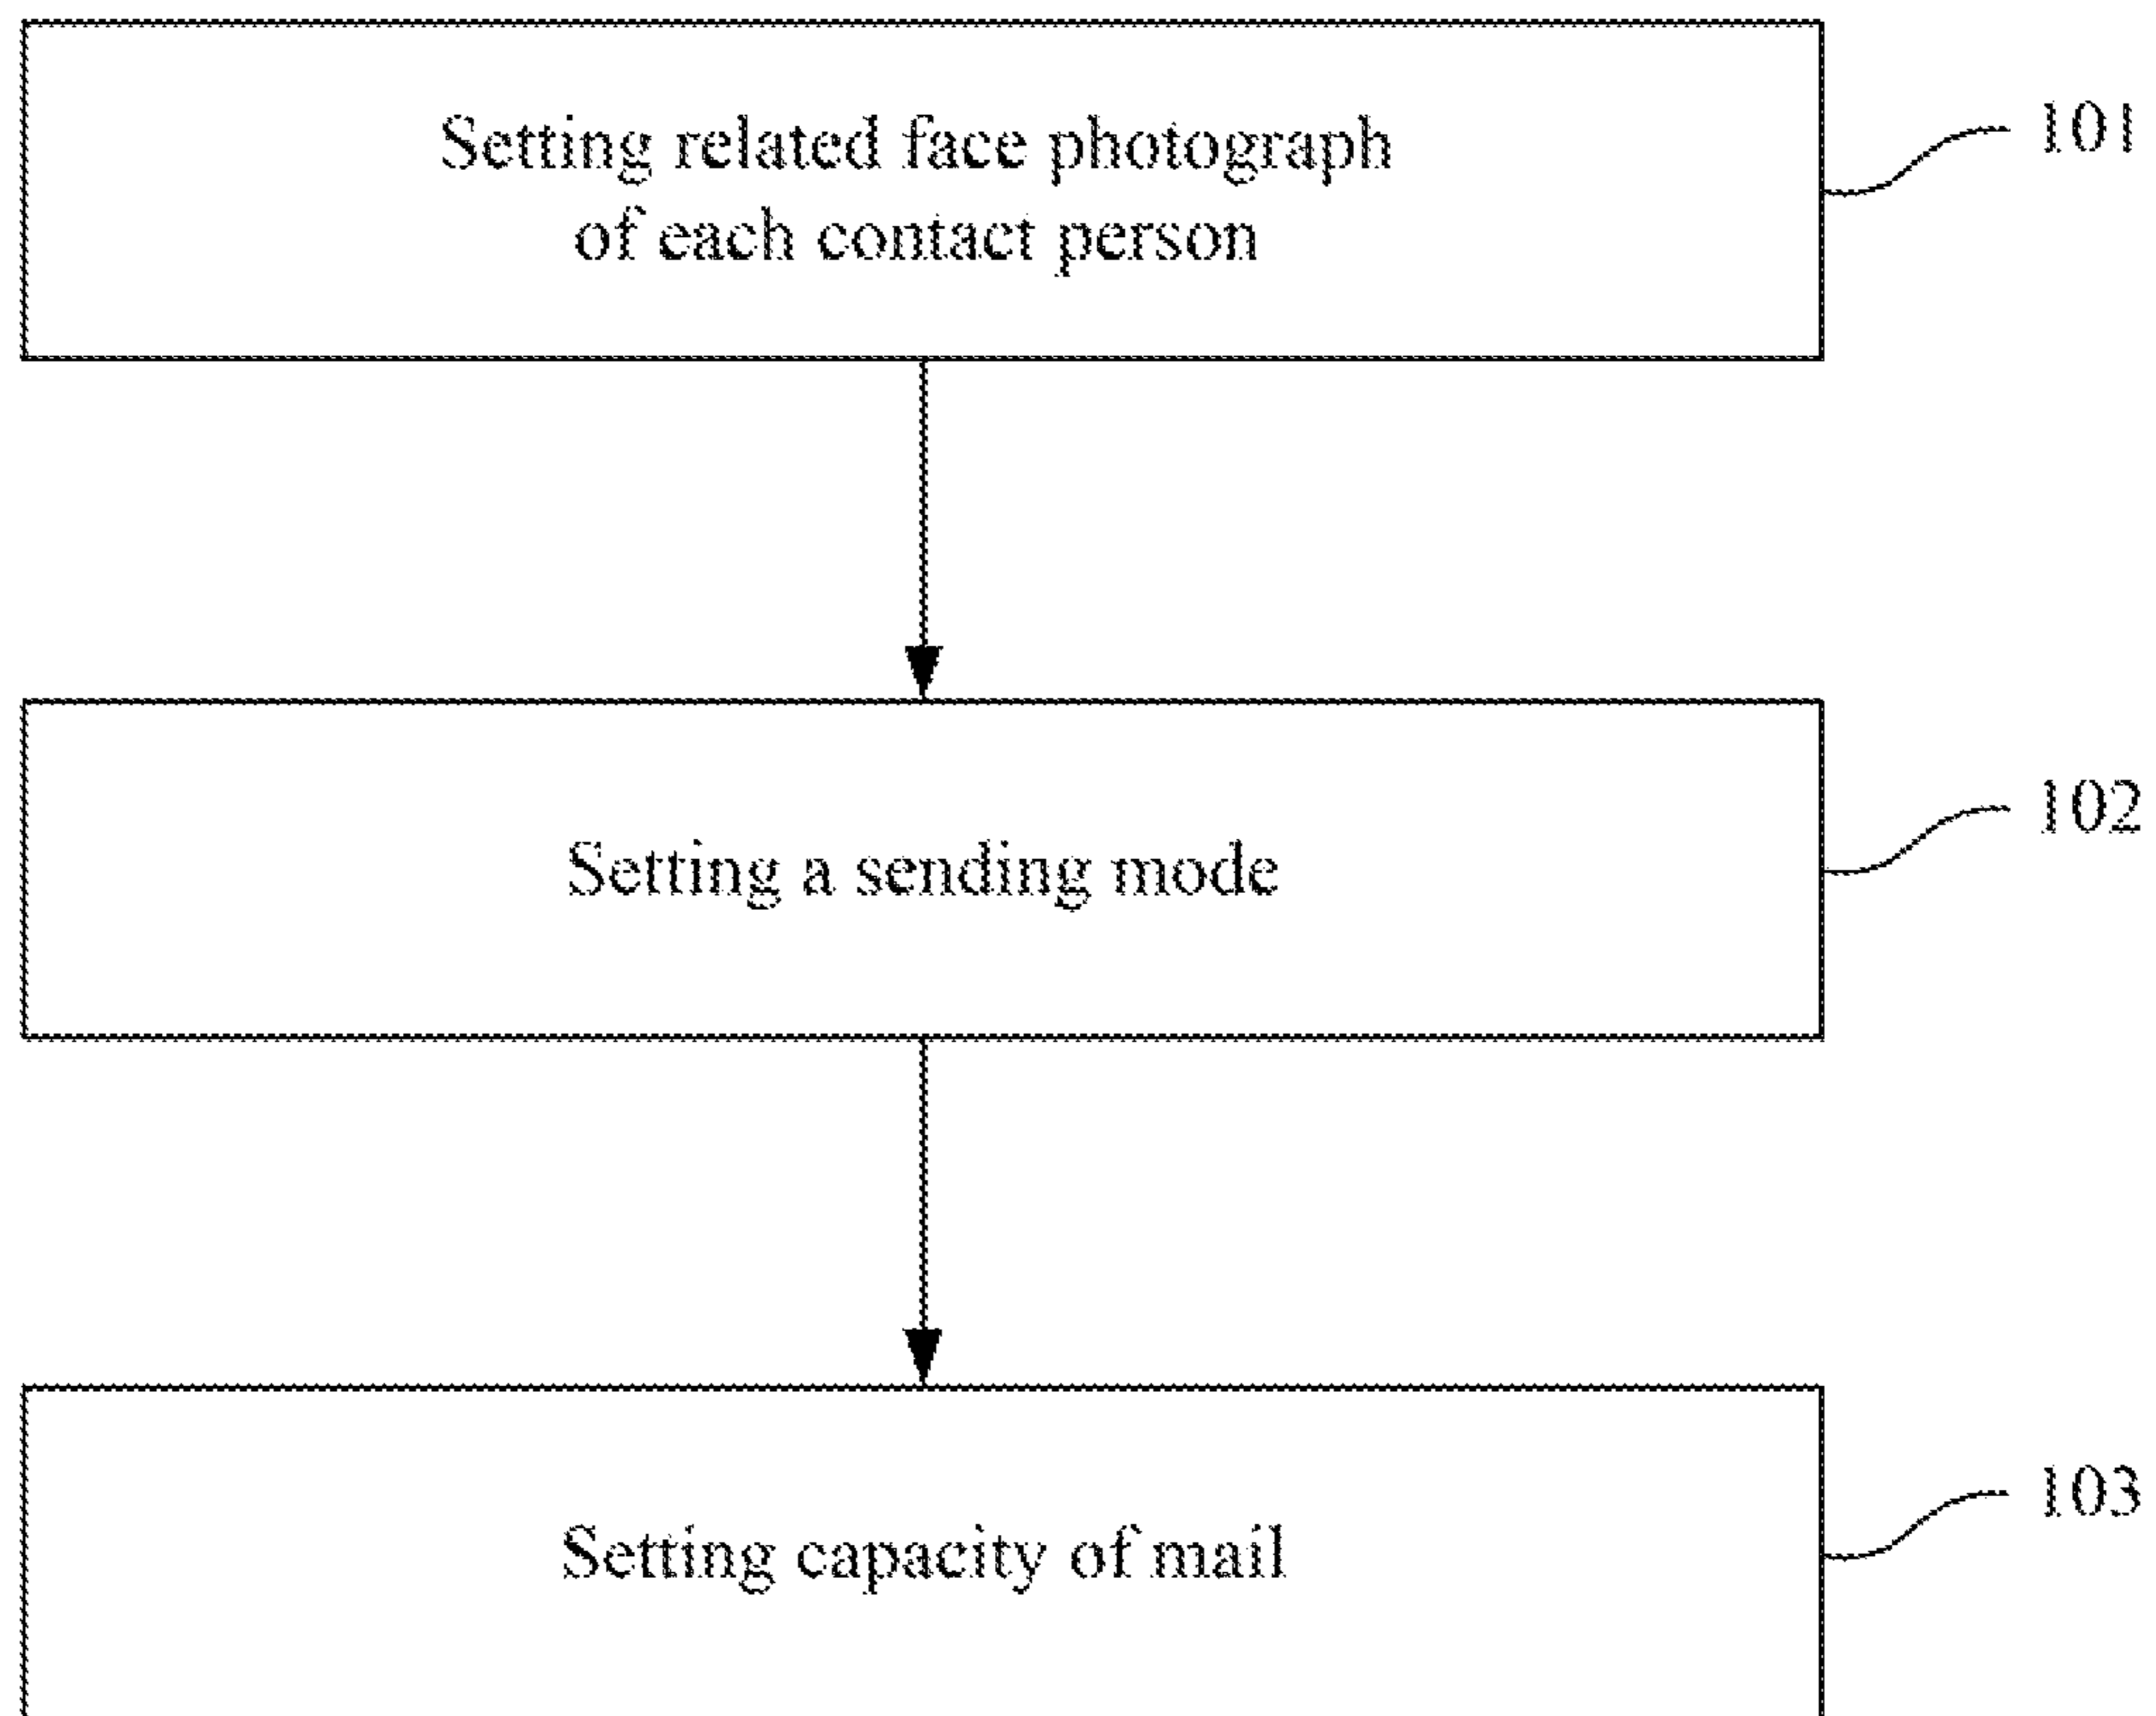 Setting related face photograph
of each contact person
101
Setting a sending mode
102
Setting capacity of mail
103